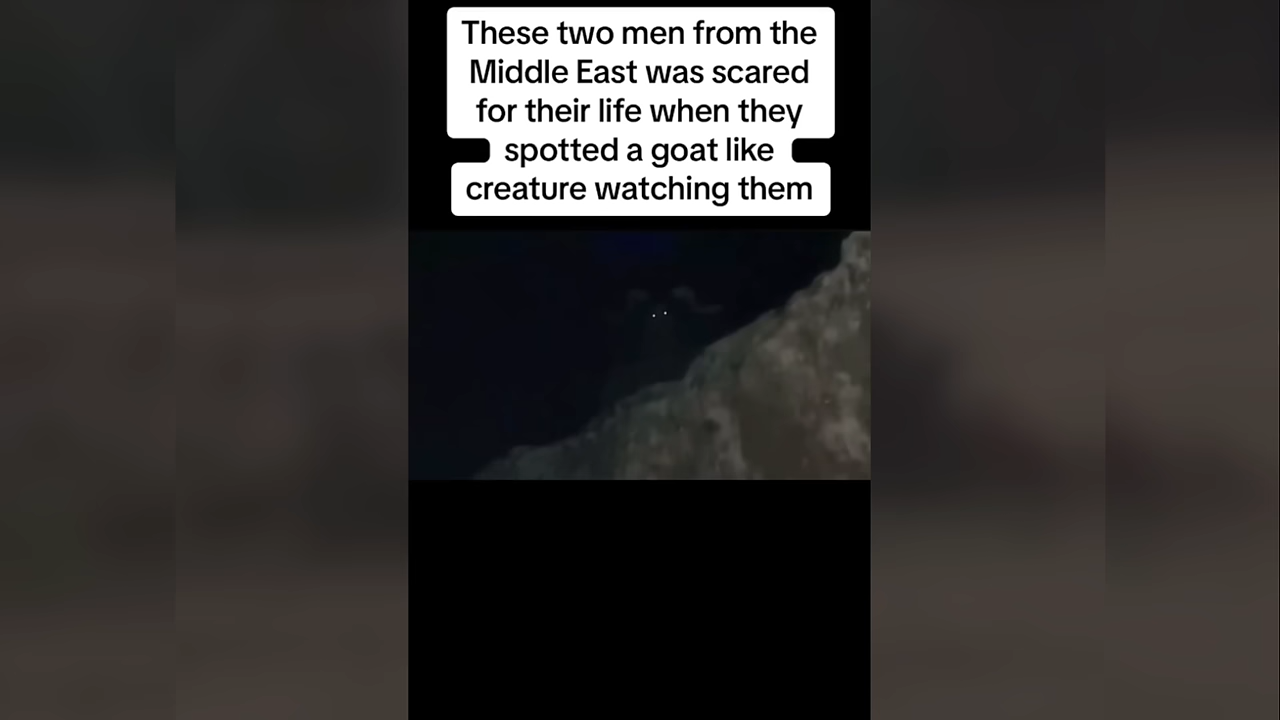 These two men from the
Middle East was scared
for their life when they
spotted a goat like
creature watching them